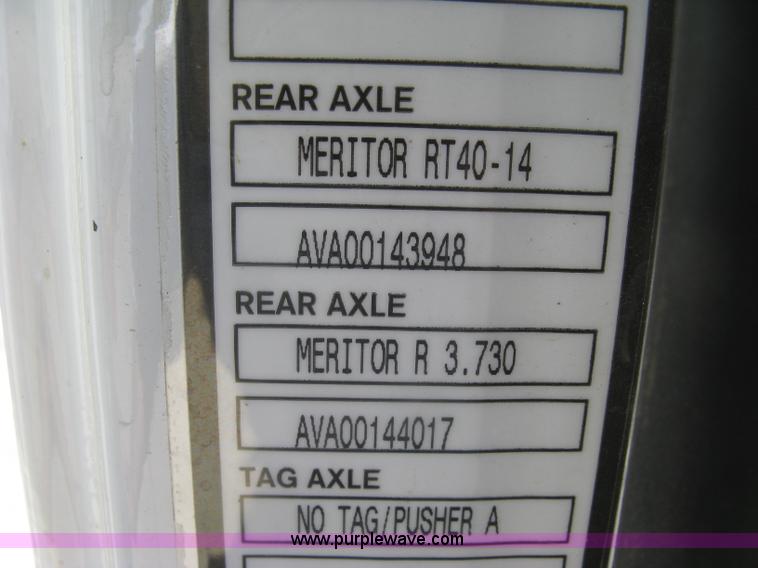 REAR AXLE
MERITOR RT40-14
AVA00143948
REAR AXLE
MERITOR R 3.730
AVA00144017
TAG AXLE
NO TAG/PUSHER A
www.purplewave.com